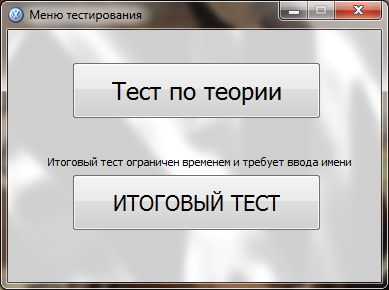 Меню тестирования
Тест по теории
Итоговый тест ограничен временем и требует ввода имени
ИТОГОВЫЙ ТЕСТ